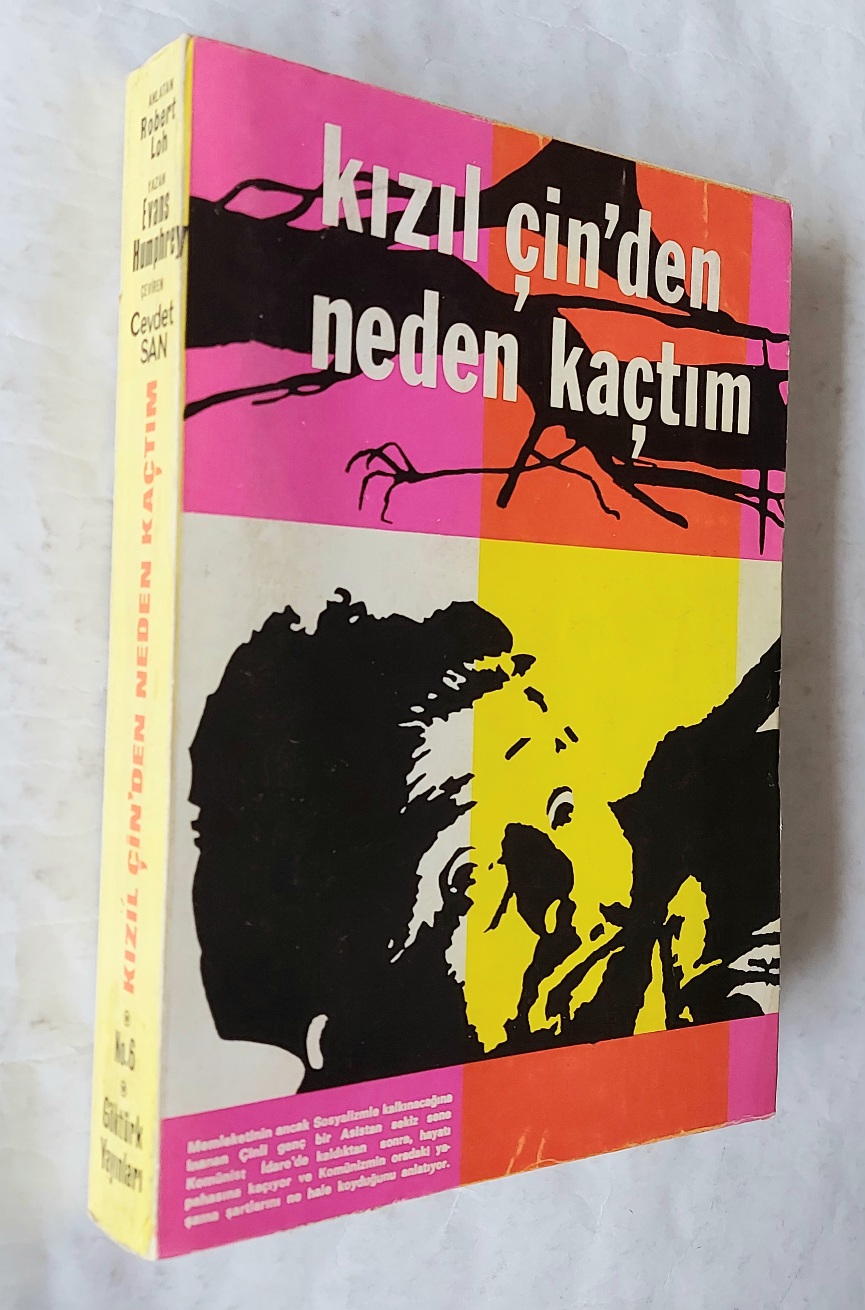 kızıl çin'den
neden kaçtım
Memleketinin ancak Sosyalizmle kalkınacağına
inanan Çinli genç bir Asistan sekiz sene
Komünist İdare'de kaldıktan sonra, hayatı
pahasına kaçıyor ve Komünizmin oradaki ya-
şama şartlarını ne hale koyduğunu anlatıyor.
ANLATAN
Robert
Loh
YAZAN
Evans
Humphrey
ÇEVİREN
Cevdet
SAN
KIZIL ÇİN'DEN NEDEN KAÇTIM
No.6
Göktürk
Yayınları